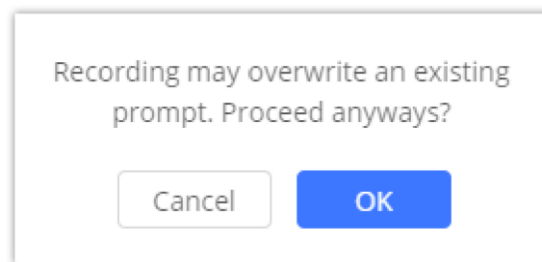 Recording may overwrite an existing
prompt. Proceed anyways?
Cancel OK